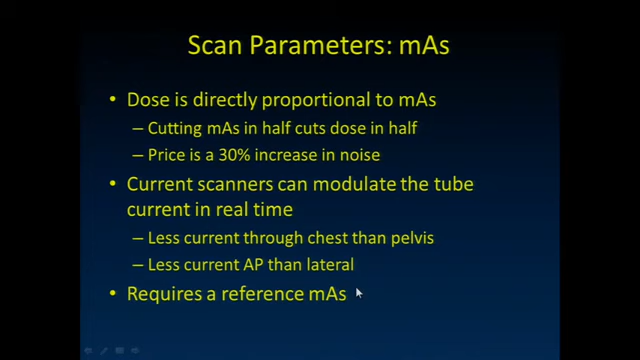 Scan Parameters: mAs
• Dose is directly proportional to mAs
– Cutting mAs in half cuts dose in half
– Price is a 30% increase in noise
• Current scanners can modulate the tube
current in real time
– Less current through chest than pelvis
– Less current AP than lateral
• Requires a reference mAs